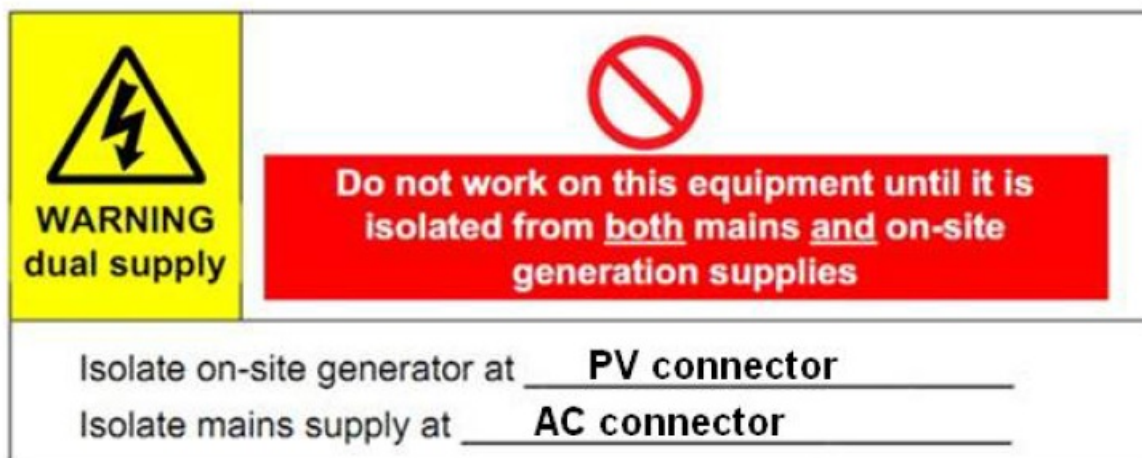 WARNING
dual supply
Do not work on this equipment until it is
isolated from both mains and on-site
generation supplies
Isolate on-site generator at PV connector
Isolate mains supply at AC connector